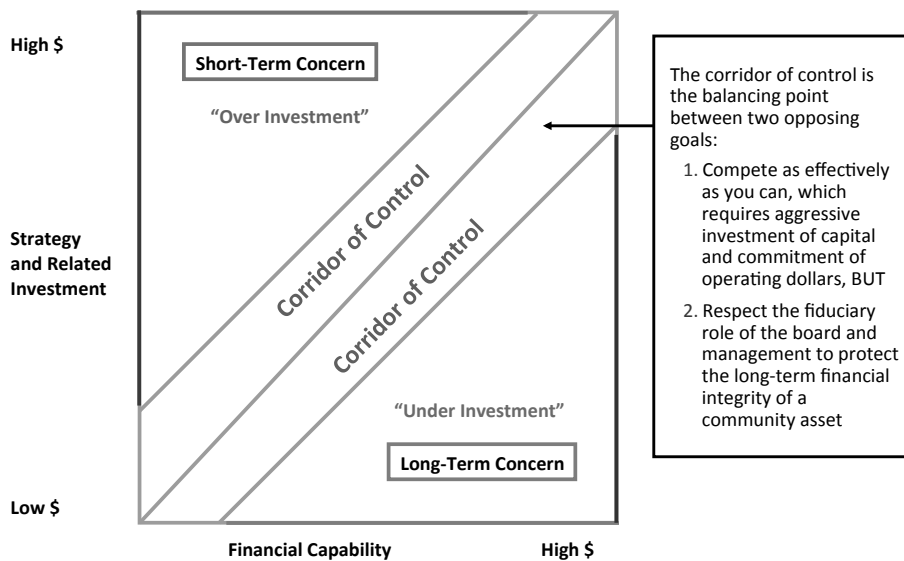 High $
Short-Term Concern
“Over Investment”
Corridor of Control
Corridor of Control
Strategy
and Related
Investment
“Under Investment”
Long-Term Concern
Low $
Financial Capability
High $
The corridor of control is
the balancing point
between two opposing
goals:
1. Compete as effectively
as you can, which
requires aggressive
investment of capital
and commitment of
operating dollars, BUT
2. Respect the fiduciary
role of the board and
management to protect
the long-term financial
integrity of a
community asset